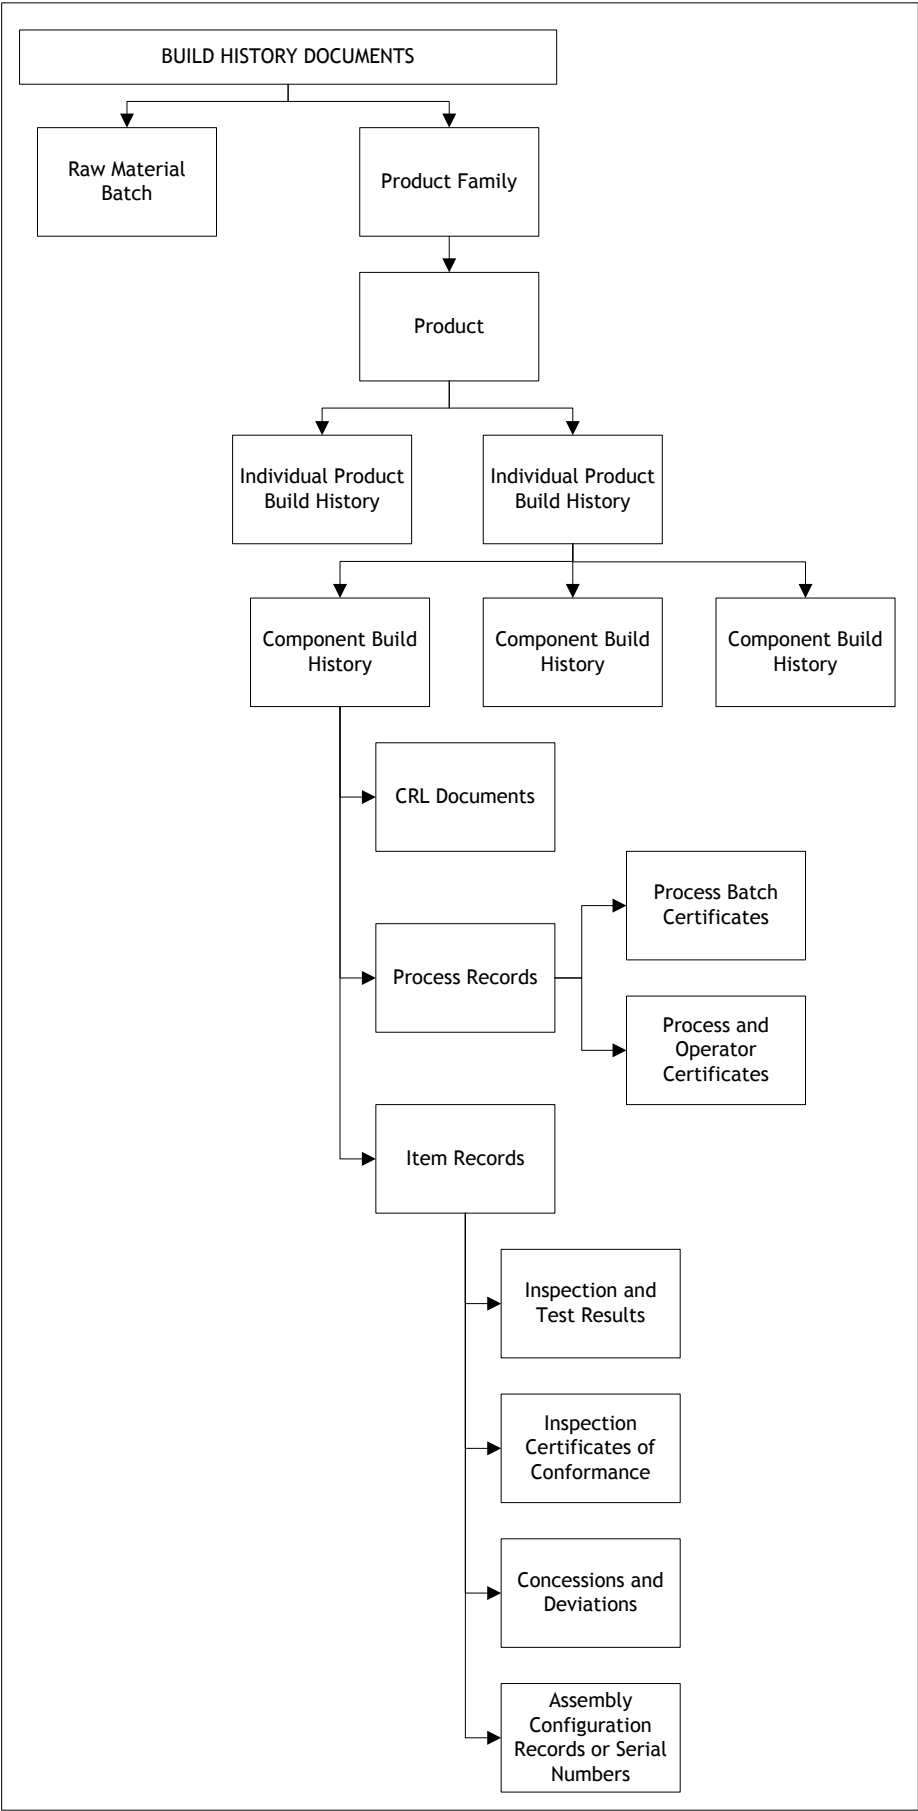 BUILD HISTORY DOCUMENTS
Raw Material
Batch
Product Family
Product
Individual Product
Build History
Individual Product
Build History
Component Build
History
Component Build
History
Component Build
History
CRL Documents
Process Batch
Certificates
Process Records
Process and
Operator
Certificates
Item Records
Inspection and
Test Results
Inspection
Certificates of
Conformance
Concessions and
Deviations
Assembly
Configuration
Records or Serial
Numbers